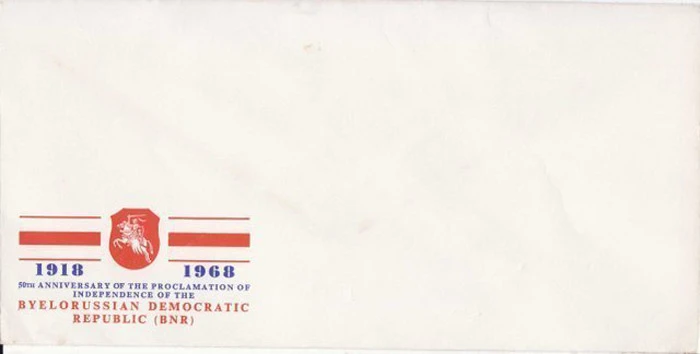 1918 1968
50TH ANNIVERSARY OF THE PROCLAMATION OF
INDEPENDENCE OF THE
BYELORUSSIAN DEMOCRATIC
REPUBLIC (BNR)